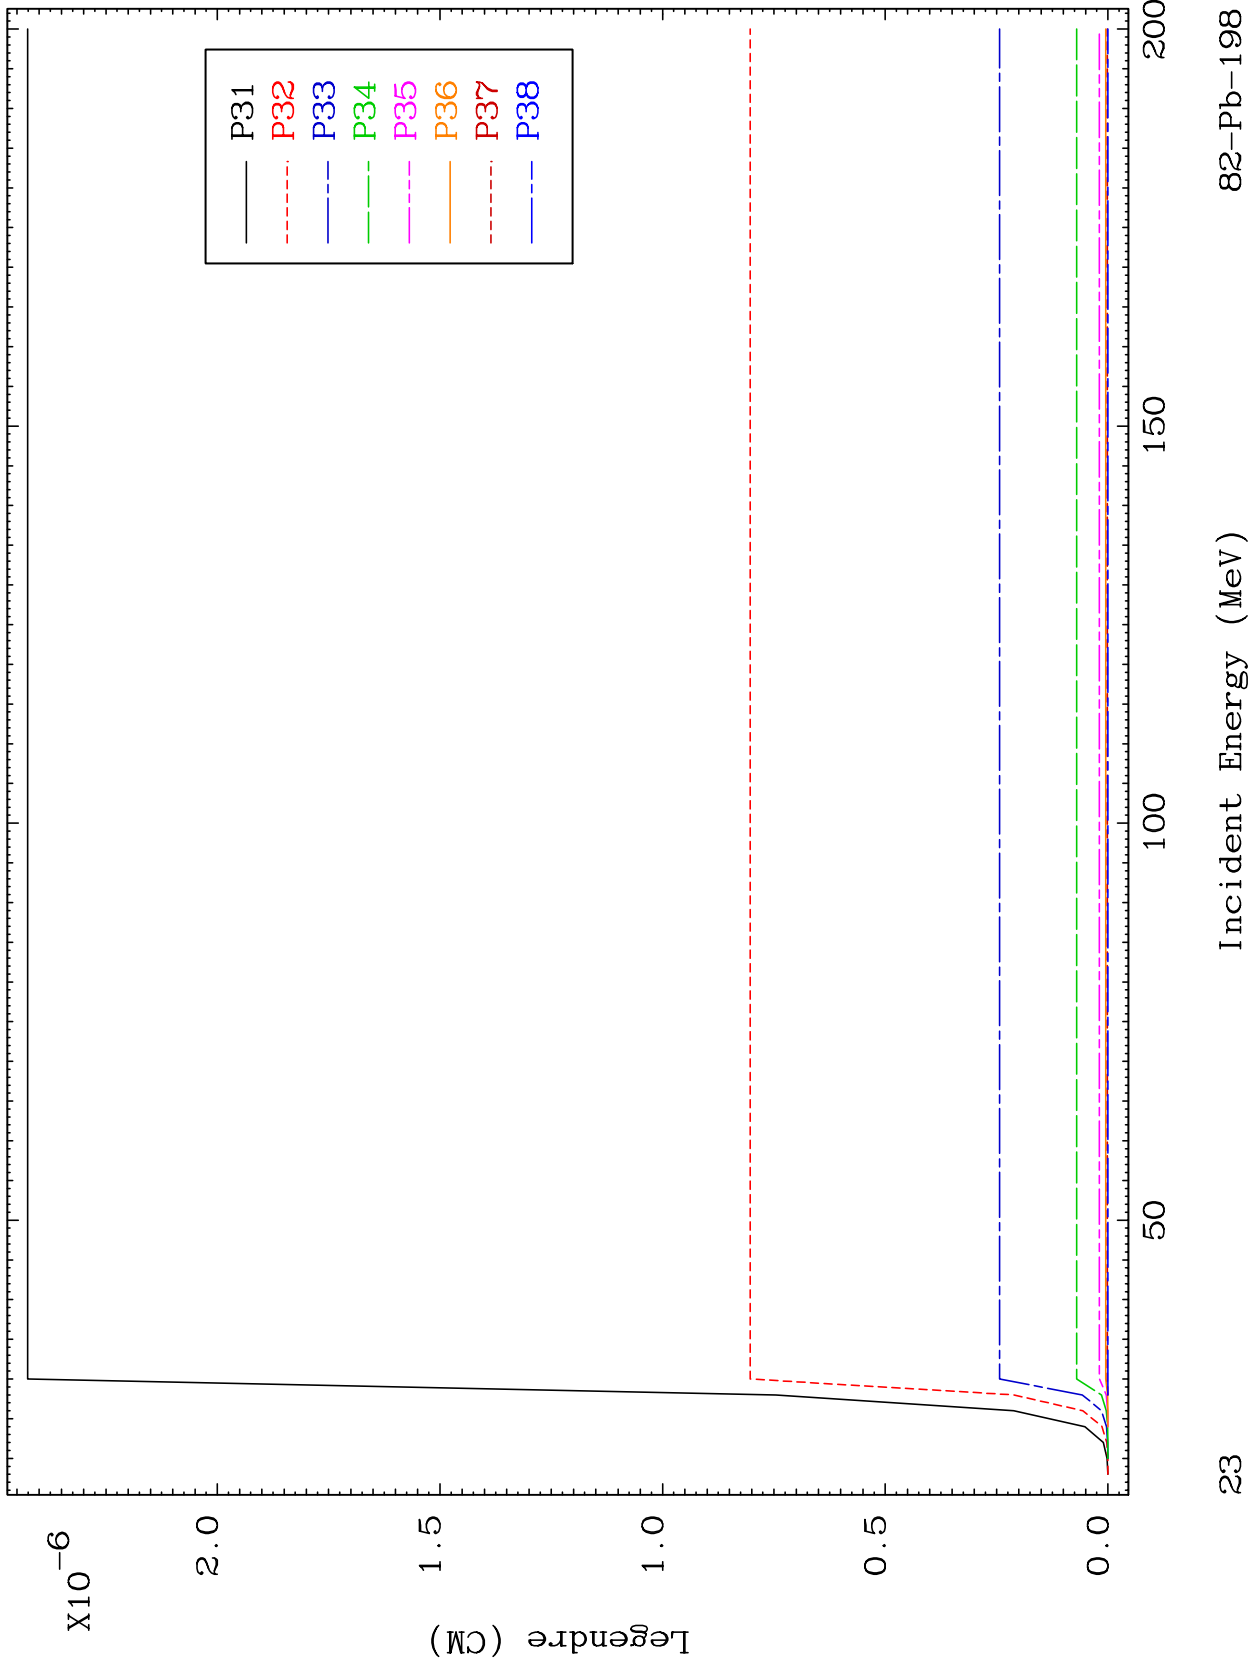 X10-6
Legendre (CM)
2.0
1.5
1.0
0.5
0.0
P31
P32
P33
P34
P35
P36
P37
P38
50
100
150
200
Incident Energy (MeV)
23
82-Pb-198